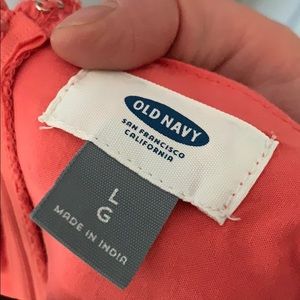 OLD NAVY
SAN FRANCISCO
CALIFORNIA
L
G
MADE IN INDIA